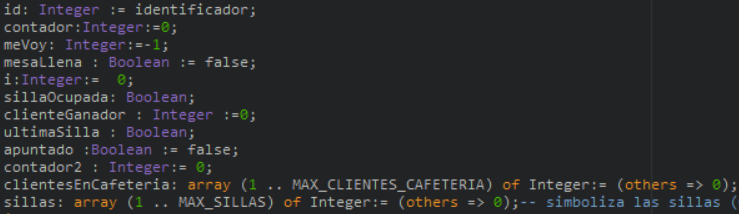 id: Integer := identificador;
contador:Integer:=0;
meVoy: Integer:=-1;
mesaLlena : Boolean := false;
i:Integer:=  0;
sillaOcupada: Boolean;
clienteGanador : Integer :=0;
ultimaSilla : Boolean;
apuntado :Boolean := false;
contador2 : Integer:= 0;
clientesEnCafeteria: array (1 .. MAX_CLIENTES_CAFETERIA) of Integer:= (others => 0);
sillas: array (1 .. MAX_SILLAS) of Integer:= (others => 0);-- simboliza las sillas (